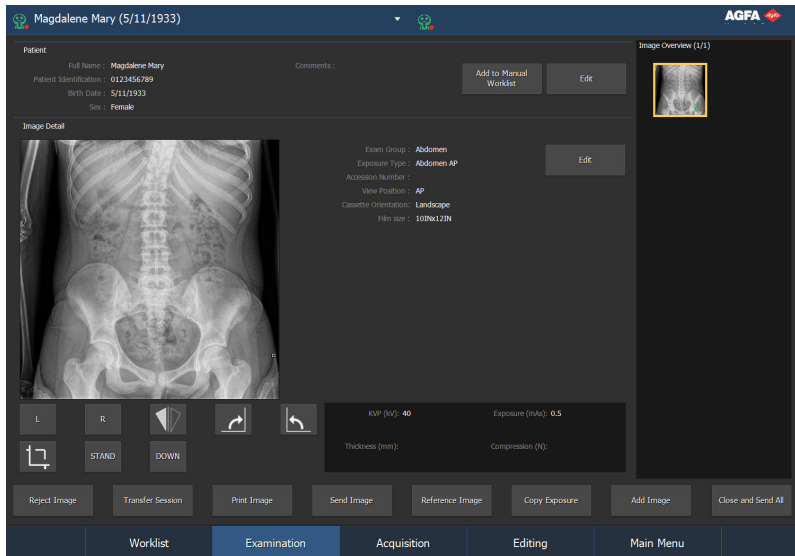 Magdalene Mary (5/11/1933)
AGFA
Patient
Full Name : Magdalene Mary
Comments :
Patient Identification : 0123456789
Birth Date : 5/11/1933
Sex : Female
Add to Manual
Worklist
Edit
Image Overview (1/1)
Image Detail
Exam Group : Abdomen
Exposure Type : Abdomen AP
Accession Number :
View Position : AP
Cassette Orientation: Landscape
Film size : 10INx12IN
Edit
L
R
STAND
DOWN
KVP (kV): 40
Exposure (mAs): 0.5
Thickness (mm):
Compression (N):
Reject Image
Transfer Session
Print Image
Send Image
Reference Image
Copy Exposure
Add Image
Close and Send All
Worklist
Examination
Acquisition
Editing
Main Menu